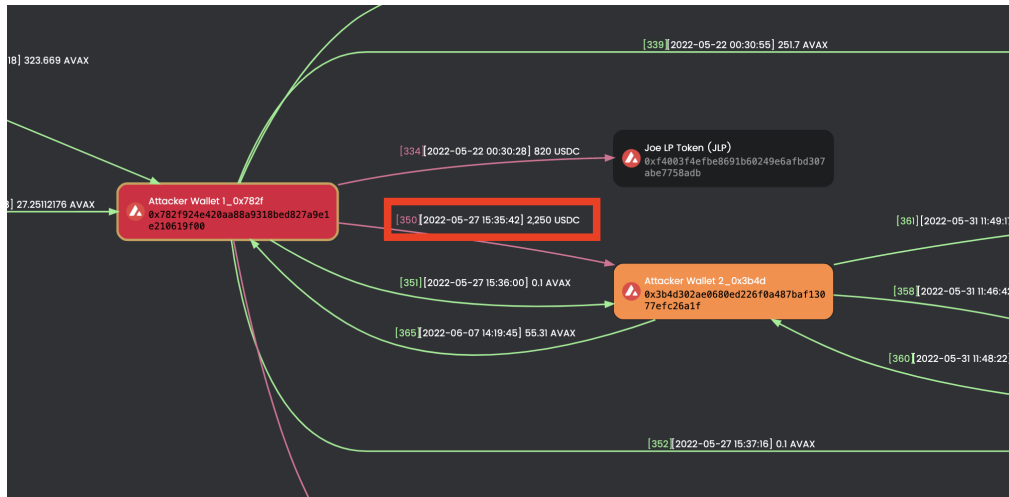 [339][2022-05-22 00:30:55] 251.7 AVAX
18] 323.669 AVAX
[334][2022-05-22 00:30:28] 820 USDC
Joe LP Token (JLP)
0xf4003f4efbe8691b60249e6afbd307
abe7758adb
Attacker Wallet 1_0x782f
0x782f924e420aa88a9318bed827a9e1
e210619f00
3] 27.25112176 AVAX
[350][2022-05-27 15:35:42] 2,250 USDC
[361][2022-05-31 11:49:17
[351][2022-05-27 15:36:00] 0.1 AVAX
Attacker Wallet 2_0x3b4d
0x3b4d302ae0680ed226f0a487baf130
77efc26a1f
[358][2022-05-31 11:46:42
[365][2022-06-07 14:19:45] 55.31 AVAX
[360][2022-05-31 11:48:22]
[352][2022-05-27 15:37:16] 0.1 AVAX